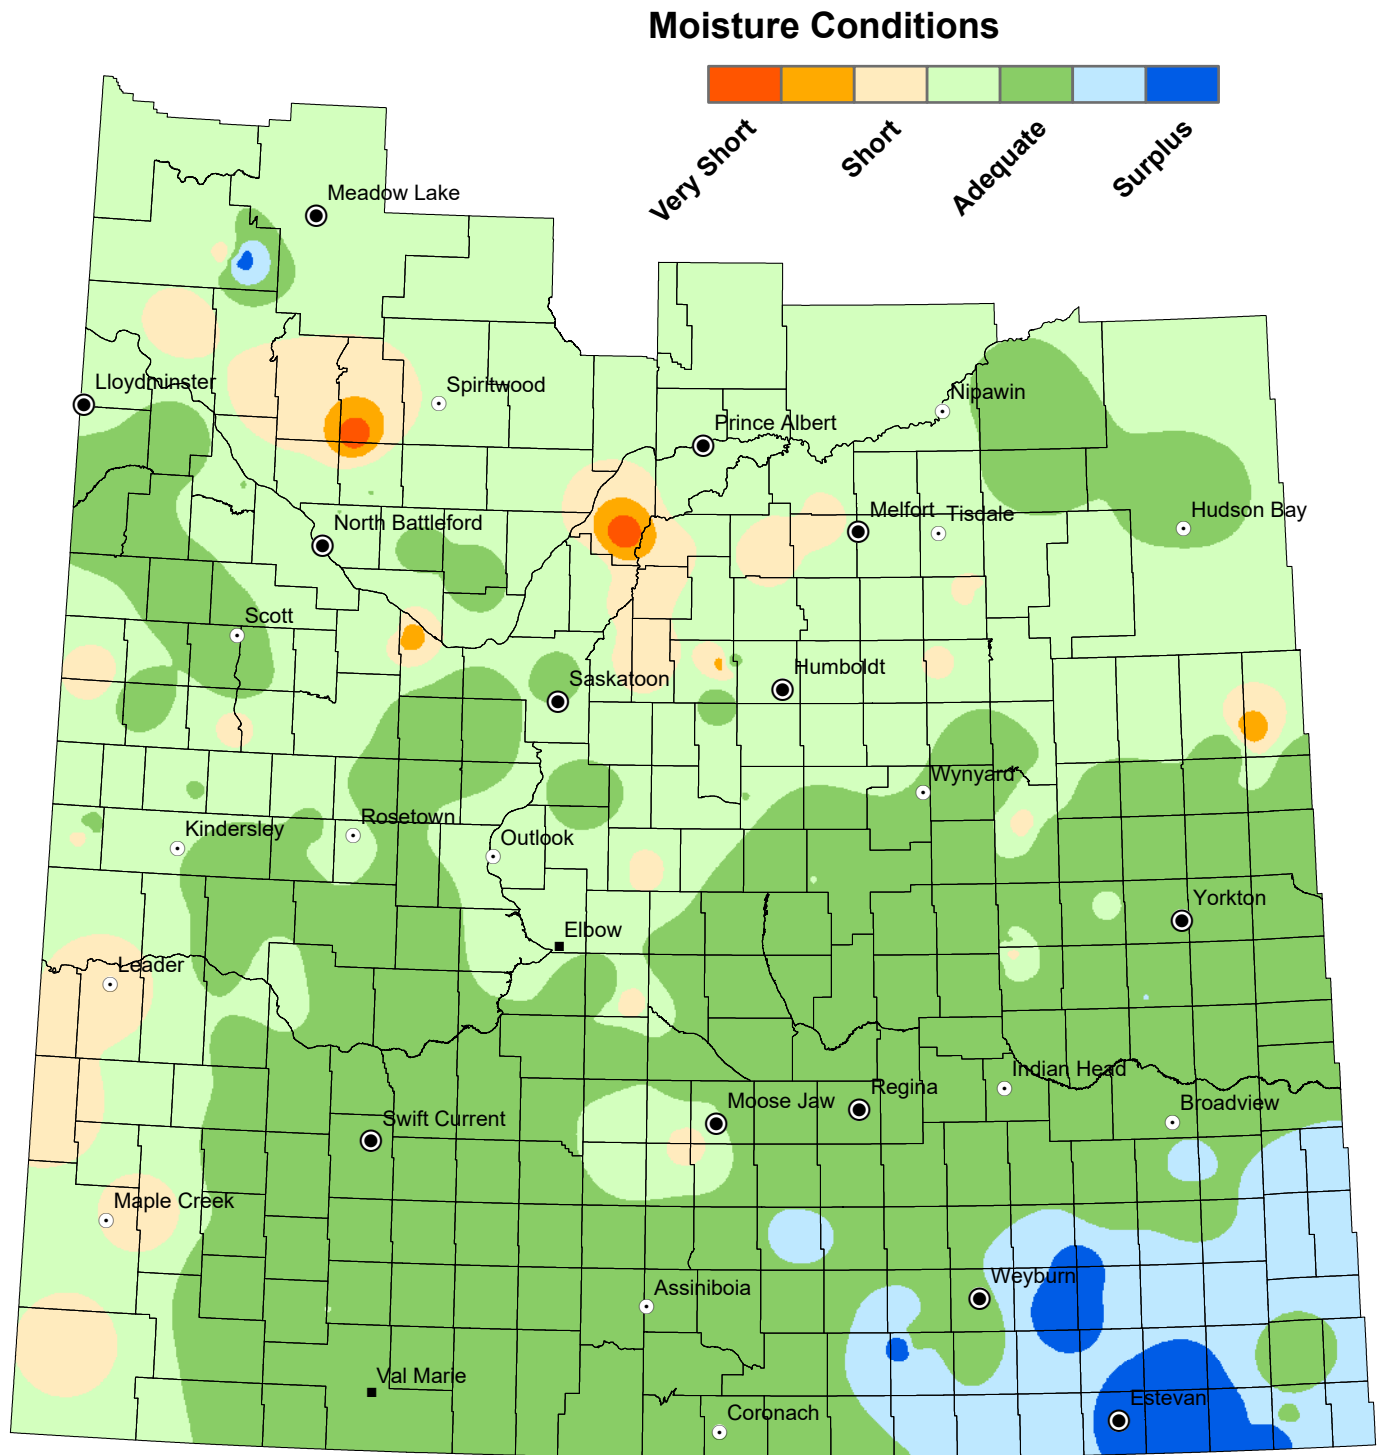 Moisture Conditions
Very Short
Short
Adequate
Surplus
Meadow Lake
Lloydminster
Spiritwood
Nipawin
Prince Albert
North Battleford
Melfort
Tisdale
Hudson Bay
Scott
Saskatoon
Humboldt
Wynyard
Kindersley
Rosetown
Outlook
Yorkton
Elbow
Leader
Indian Head
Regina
Moose Jaw
Swift Current
Broadview
Maple Creek
Assiniboia
Weyburn
Val Marie
Coronach
Estevan